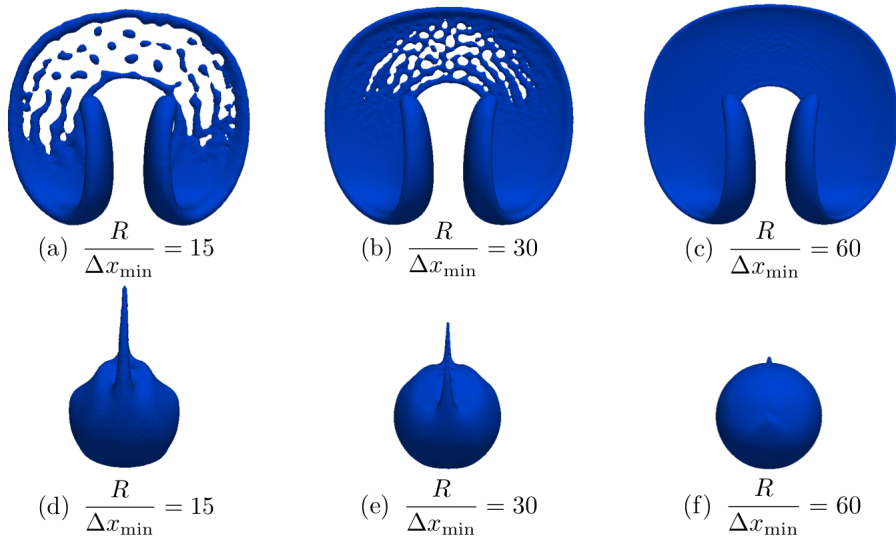 (a) R/Δx_min = 15
(b) R/Δx_min = 30
(c) R/Δx_min = 60
(d) R/Δx_min = 15
(e) R/Δx_min = 30
(f) R/Δx_min = 60